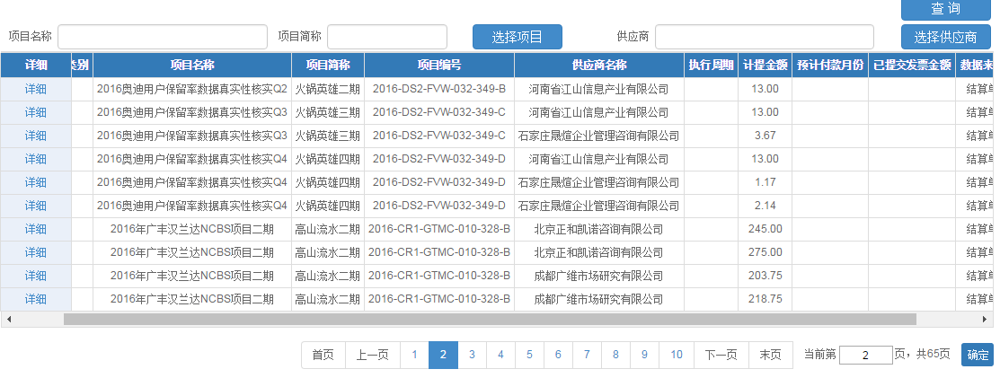 查 询
项目名称 项目简称 选择项目 供应商 选择供应商
详细 类别 项目名称 项目简称 项目编号 供应商名称 执行周期 计提金额 预计付款月份 已提交发票金额 数据来
详细 2016奥迪用户保留率数据真实性核实Q2 火锅英雄二期 2016-DS2-FVW-032-349-B 河南省江山信息产业有限公司 13.00 结算单
详细 2016奥迪用户保留率数据真实性核实Q3 火锅英雄三期 2016-DS2-FVW-032-349-C 河南省江山信息产业有限公司 13.00 结算单
详细 2016奥迪用户保留率数据真实性核实Q3 火锅英雄三期 2016-DS2-FVW-032-349-C 石家庄晟煊企业管理咨询有限公司 3.67 结算单
详细 2016奥迪用户保留率数据真实性核实Q4 火锅英雄四期 2016-DS2-FVW-032-349-D 河南省江山信息产业有限公司 13.00 结算单
详细 2016奥迪用户保留率数据真实性核实Q4 火锅英雄四期 2016-DS2-FVW-032-349-D 石家庄晟煊企业管理咨询有限公司 1.17 结算单
详细 2016奥迪用户保留率数据真实性核实Q4 火锅英雄四期 2016-DS2-FVW-032-349-D 石家庄晟煊企业管理咨询有限公司 2.14 结算单
详细 2016年广丰汉兰达NCBS项目二期 高山流水二期 2016-CR1-GTMC-010-328-B 北京正和凯诺咨询有限公司 245.00 结算单
详细 2016年广丰汉兰达NCBS项目二期 高山流水二期 2016-CR1-GTMC-010-328-B 北京正和凯诺咨询有限公司 275.00 结算单
详细 2016年广丰汉兰达NCBS项目二期 高山流水二期 2016-CR1-GTMC-010-328-B 成都广维市场研究有限公司 203.75 结算单
详细 2016年广丰汉兰达NCBS项目二期 高山流水二期 2016-CR1-GTMC-010-328-B 成都广维市场研究有限公司 218.75 结算单
首页 上一页 1 2 3 4 5 6 7 8 9 10 下一页 末页 当前第 2 页，共65页 确定